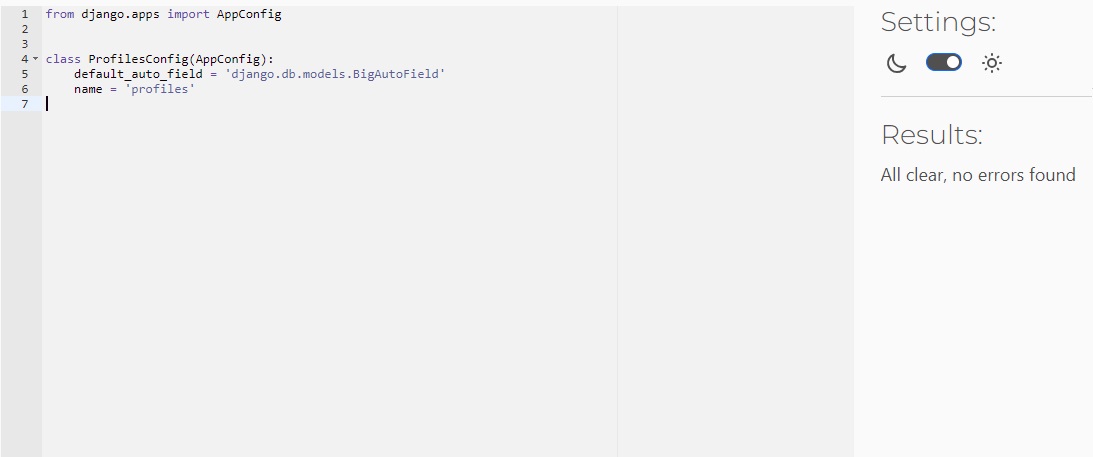 1 from django.apps import AppConfig
2
3
4 class ProfilesConfig(AppConfig):
5     default_auto_field = 'django.db.models.BigAutoField'
6     name = 'profiles'
7
Settings:
Results:
All clear, no errors found